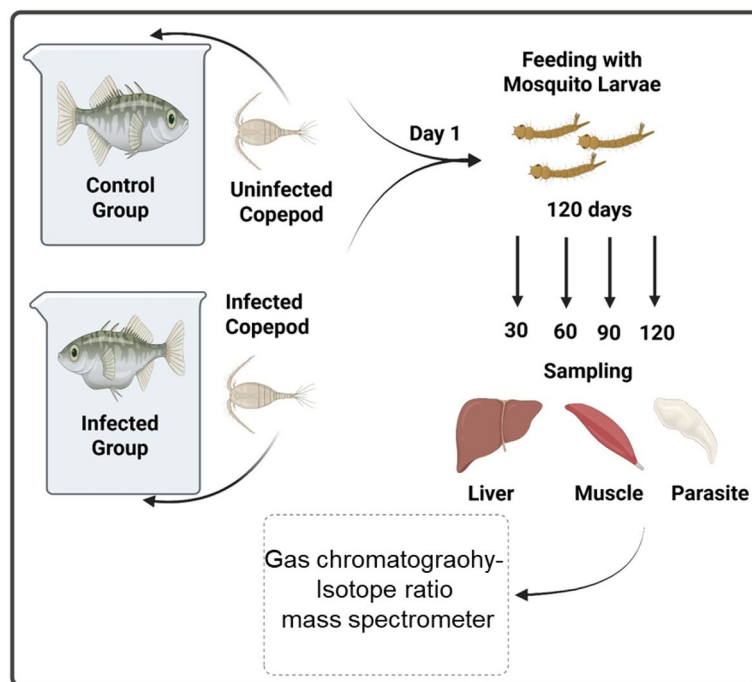 Control
Group
Uninfected
Copepod
Day 1
Feeding with
Mosquito Larvae
120 days
Infected
Copepod
Infected
Group
30 60 90 120
Sampling
Liver Muscle Parasite
Gas chromatograohy-
Isotope ratio
mass spectrometer